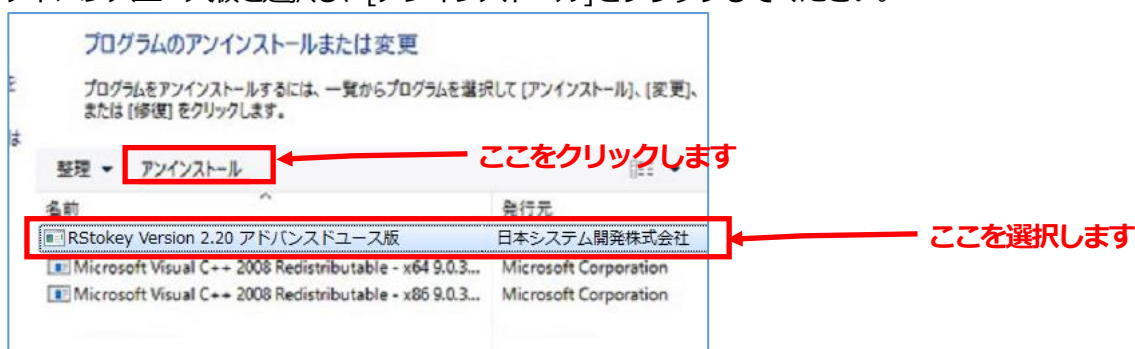 プログラムのアンインストールまたは変更
プログラムをアンインストールするには、一覧からプログラムを選択して [アンインストール]、[変更]、
または [修復] をクリックします。
整理 アンインストール
ここをクリックします
名前 発行元
RStokey Version 2.20 アドバンスドユース版 日本システム開発株式会社
ここを選択します
Microsoft Visual C++ 2008 Redistributable - x64 9.0.3... Microsoft Corporation
Microsoft Visual C++ 2008 Redistributable - x86 9.0.3... Microsoft Corporation